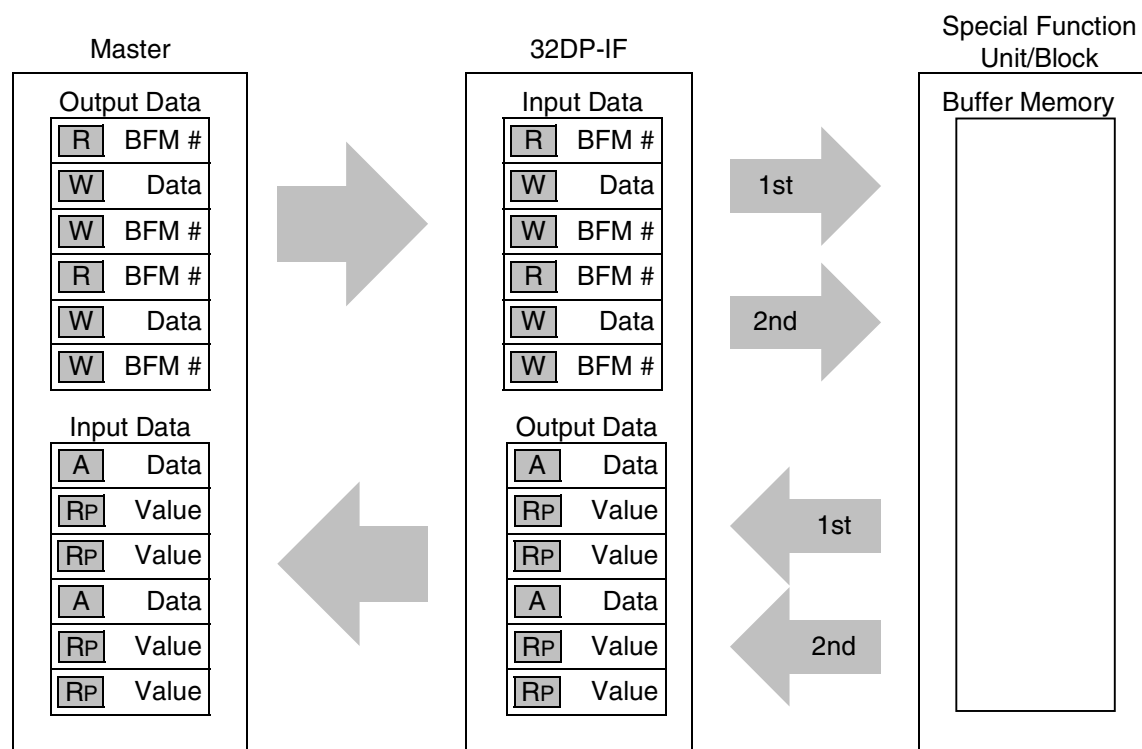 Master
Output Data
R BFM #
W Data
W BFM #
R BFM #
W Data
W BFM #
Input Data
A Data
RP Value
RP Value
A Data
RP Value
RP Value
32DP-IF
Input Data
R BFM #
W Data
W BFM #
R BFM #
W Data
W BFM #
Output Data
A Data
RP Value
RP Value
A Data
RP Value
RP Value
1st
2nd
1st
2nd
Special Function
Unit/Block
Buffer Memory